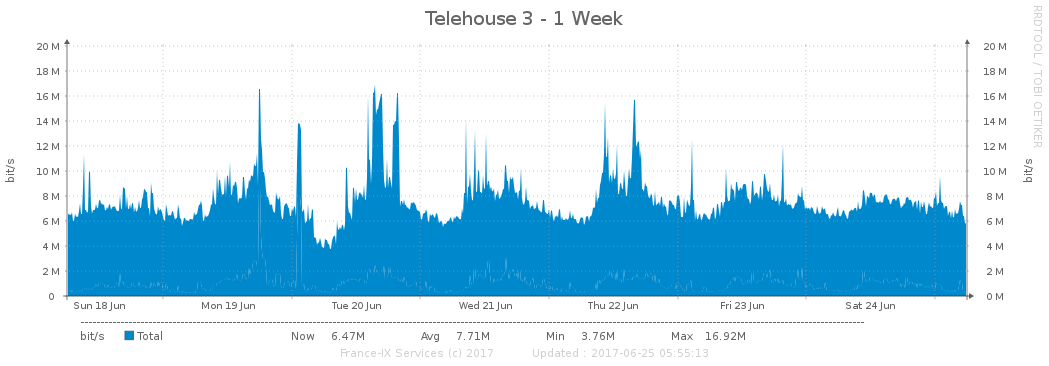 Telehouse 3 - 1 Week
RRDTOOL / TOBI OETIKER
20 M 20 M
18 M 18 M
16 M 16 M
14 M 14 M
12 M 12 M
10 M 10 M
8 M 8 M
6 M 6 M
4 M 4 M
2 M 2 M
0 0 M
bit/s
bit/s
Sun 18 Jun Mon 19 Jun Tue 20 Jun Wed 21 Jun Thu 22 Jun Fri 23 Jun Sat 24 Jun
bit/s Total Now 6.47M Avg 7.71M Min 3.76M Max 16.92M
France-IX Services (c) 2017 Updated : 2017-06-25 05:55:13